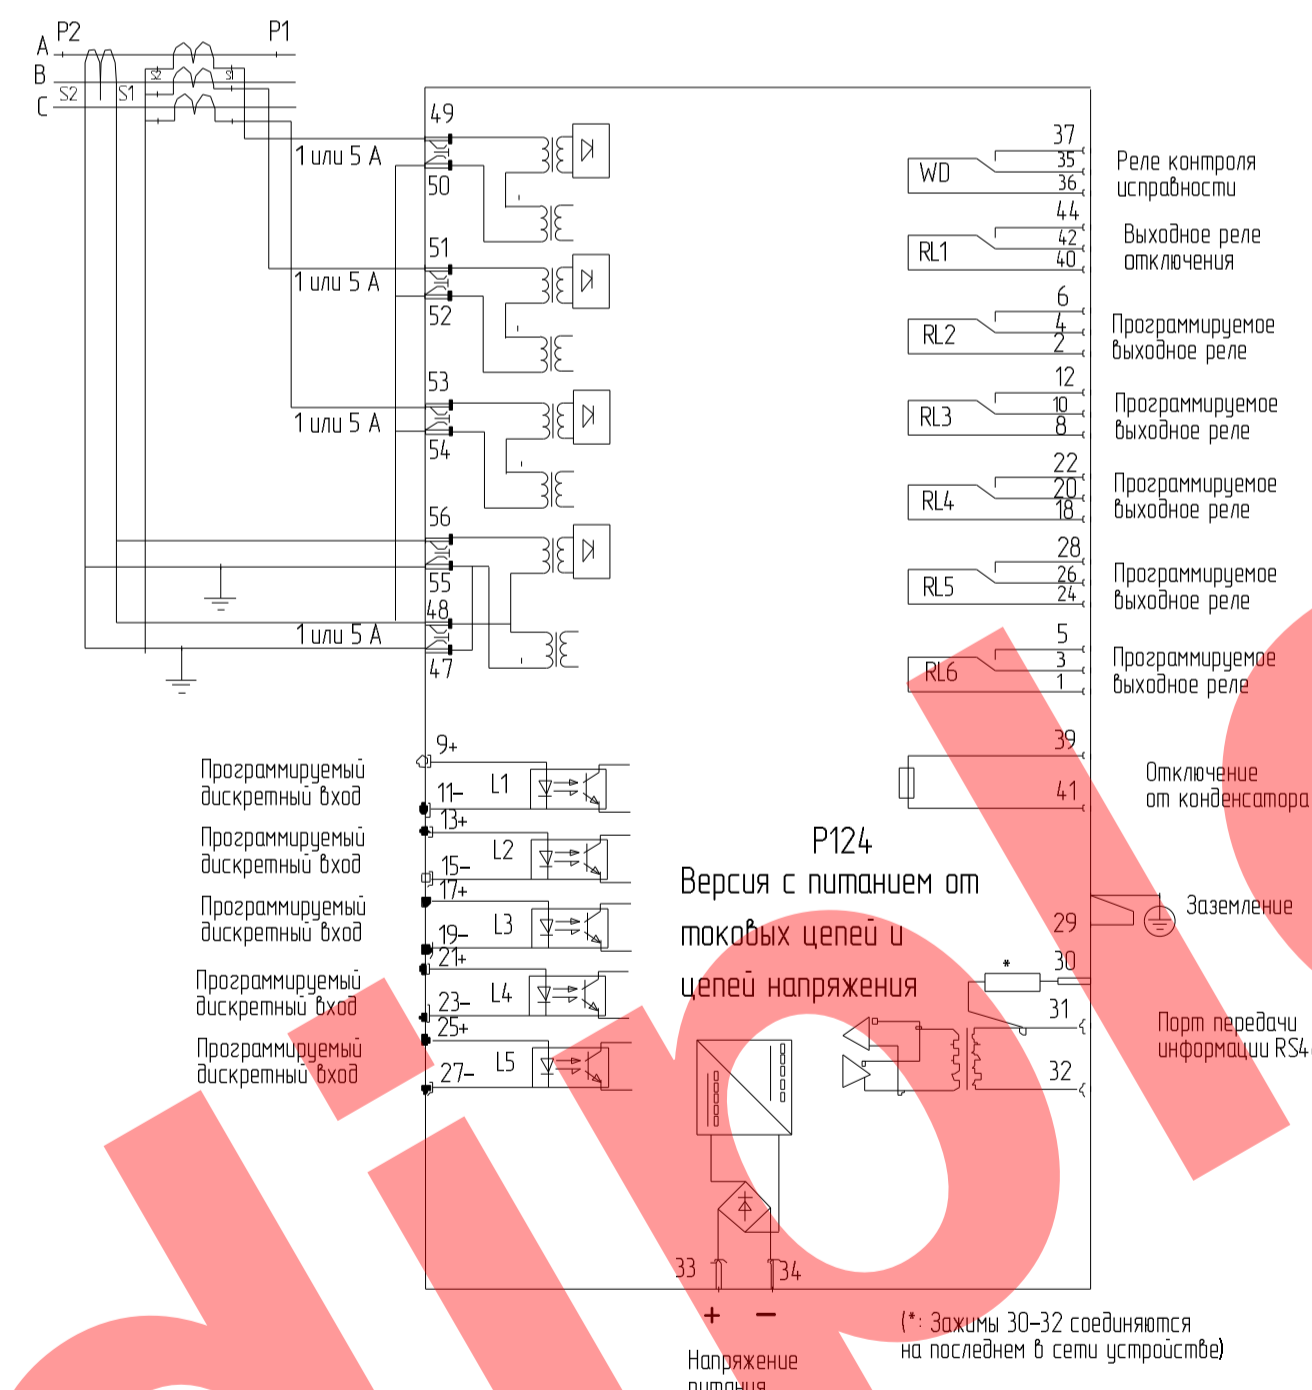 P2
P1
A
B
C
S2
S1
S2
S1
49
1 или 5 А
50
51
1 или 5 А
52
53
1 или 5 А
54
56
55
48
1 или 5 А
47
WD
37
35
36
Реле контроля
исправности
RL1
44
42
40
Выходное реле
отключения
RL2
6
4
2
Программируемое
выходное реле
RL3
12
10
8
Программируемое
выходное реле
RL4
22
20
18
Программируемое
выходное реле
RL5
28
26
24
Программируемое
выходное реле
RL6
5
3
1
Программируемое
выходное реле
39
41
Отключение
от конденсатора
Программируемый
дискретный вход
9+
11-
L1
Программируемый
дискретный вход
13+
15-
L2
Программируемый
дискретный вход
17+
19-
L3
Программируемый
дискретный вход
21+
23-
L4
Программируемый
дискретный вход
25+
27-
L5
P124
Версия с питанием от
токовых цепей и
цепей напряжения
29
Заземление
*
30
31
32
Порт передачи
информации RS4
33
34
+
−
Напряжение
питания
(*: Зажимы 30-32 соединяются
на последнем в сети устройстве)